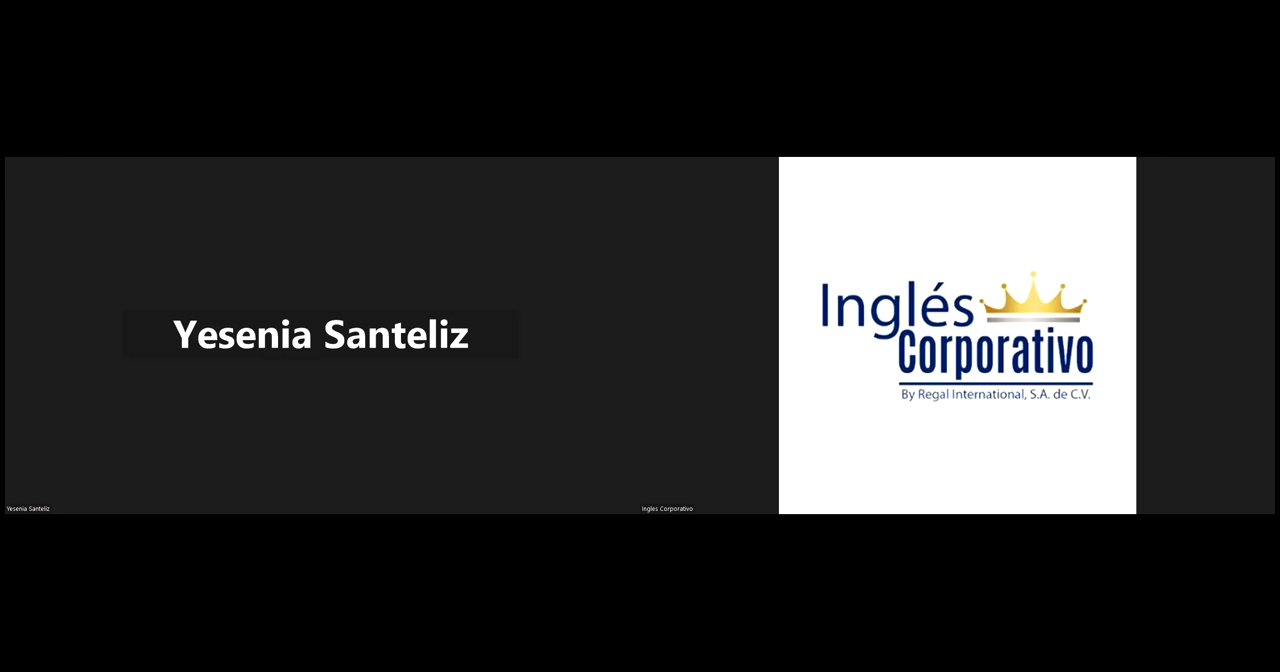 Yesenia Santeliz
Inglés
Corporativo
By Regal International, S.A. de C.V.
Yesenia Santeliz
Ingles Corporativo